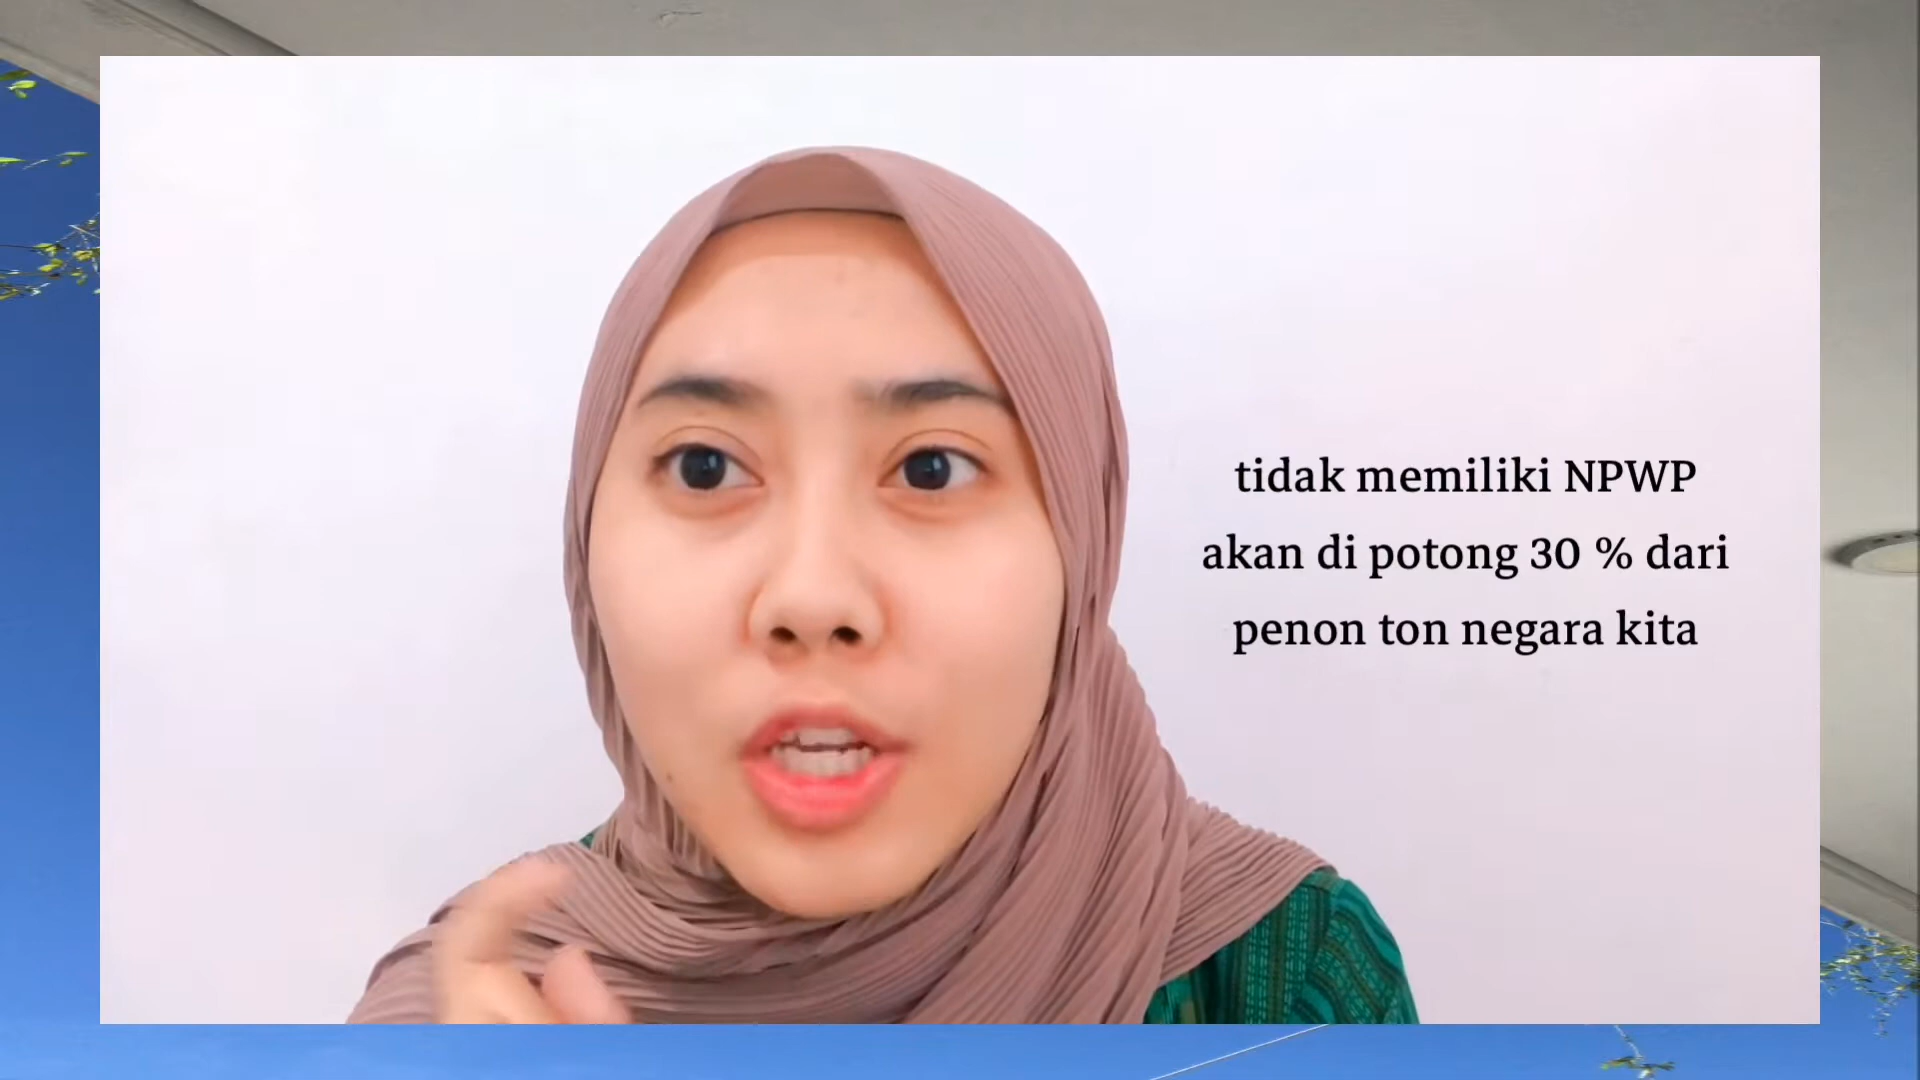 tidak memiliki NPWP
akan di potong 30 % dari
penon ton negara kita